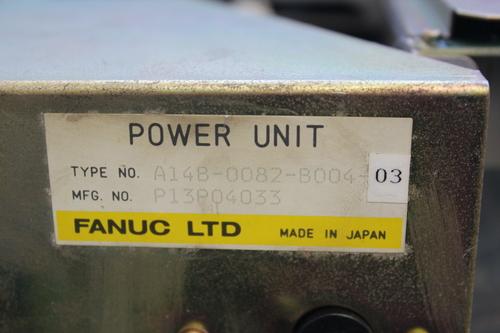 POWER UNIT
TYPE NO. A14B-0082-B004-03
MFG. NO. P13P04033
FANUC LTD MADE IN JAPAN